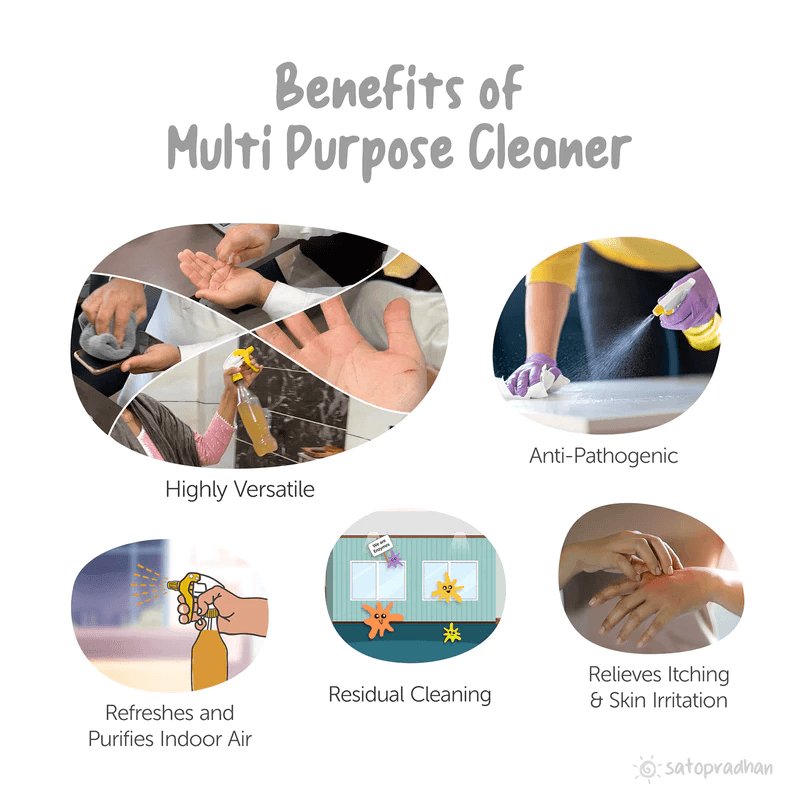 Benefits of
Multi Purpose Cleaner
Highly Versatile
Anti-Pathogenic
We are
Enzymes
Refreshes and
Purifies Indoor Air
Residual Cleaning
Relieves Itching
& Skin Irritation
satopradhan